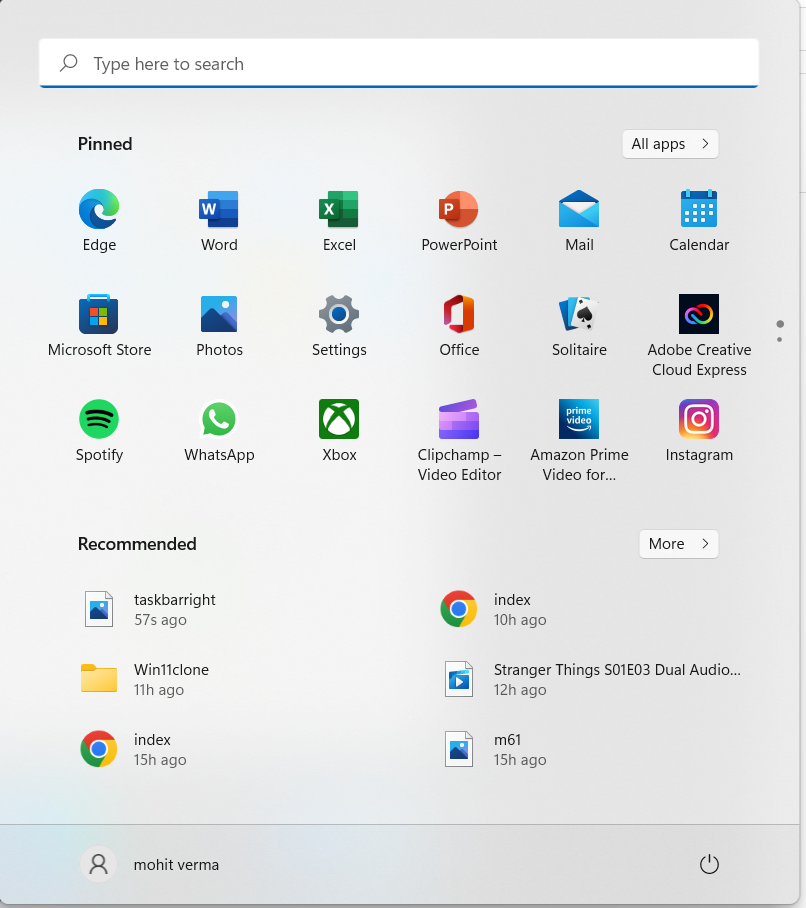 Type here to search
Pinned
All apps
Edge
Word
Excel
PowerPoint
Mail
Calendar
Microsoft Store
Photos
Settings
Office
Solitaire
Adobe Creative
Cloud Express
Spotify
WhatsApp
Xbox
Clipchamp –
Video Editor
prime
video
Amazon Prime
Video for...
Instagram
Recommended
More
taskbarright
57s ago
index
10h ago
Win11clone
11h ago
Stranger Things S01E03 Dual Audio...
12h ago
index
15h ago
m61
15h ago
mohit verma